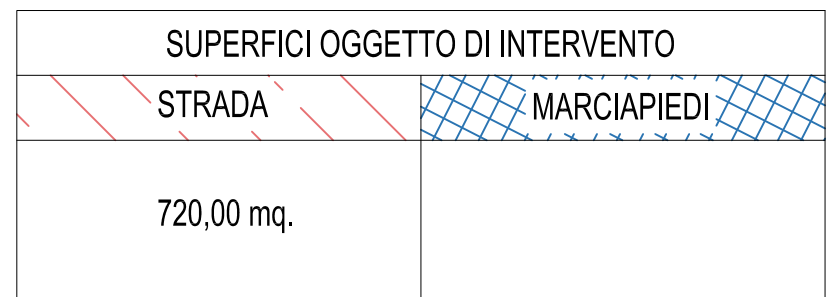 SUPERFICI OGGETTO DI INTERVENTO
STRADA
MARCIAPIEDI
720,00 mq.